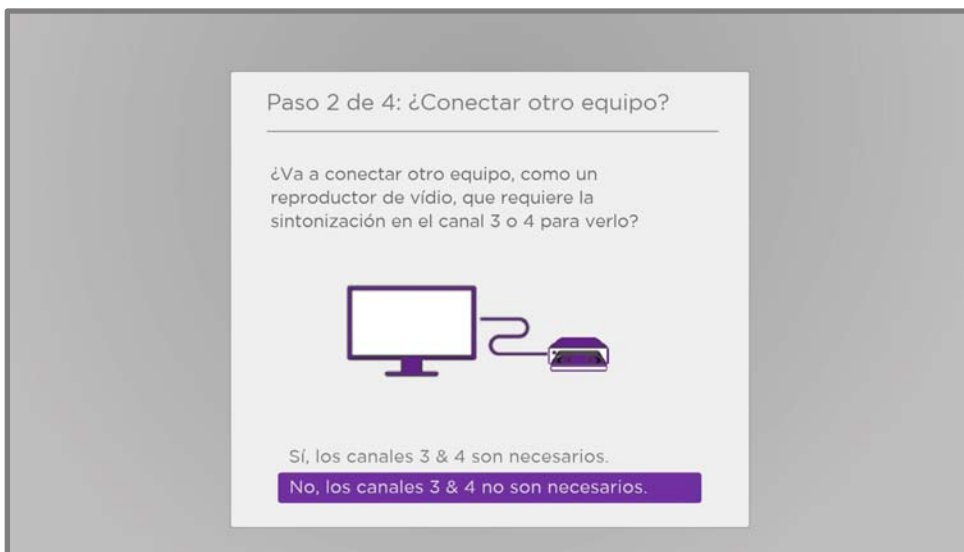 Paso 2 de 4: ¿Conectar otro equipo?
¿Va a conectar otro equipo, como un
reproductor de vídio, que requiere la
sintonización en el canal 3 o 4 para verlo?
Sí, los canales 3 & 4 son necesarios.
No, los canales 3 & 4 no son necesarios.